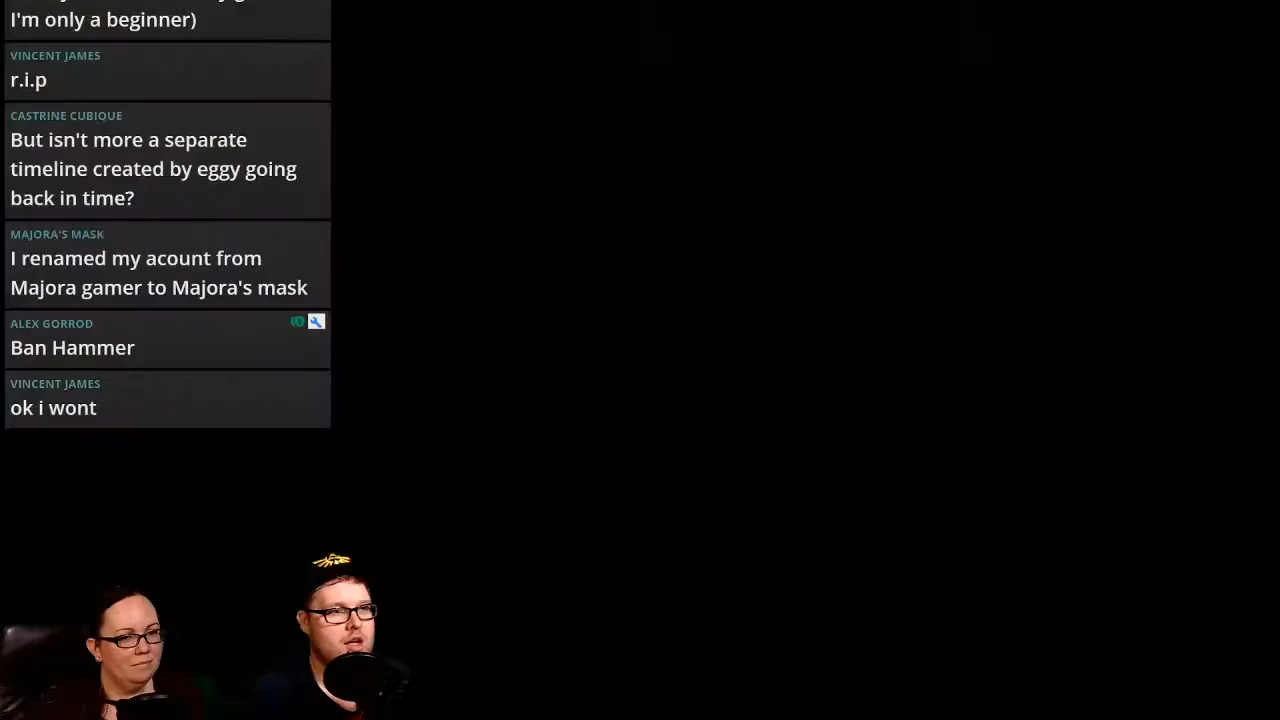 I'm only a beginner)
VINCENT JAMES
r.i.p
CASTRINE CUBIQUE
But isn't more a separate
timeline created by eggy going
back in time?
MAJORA'S MASK
I renamed my acount from
Majora gamer to Majora's mask
ALEX GORROD
Ban Hammer
VINCENT JAMES
ok i wont